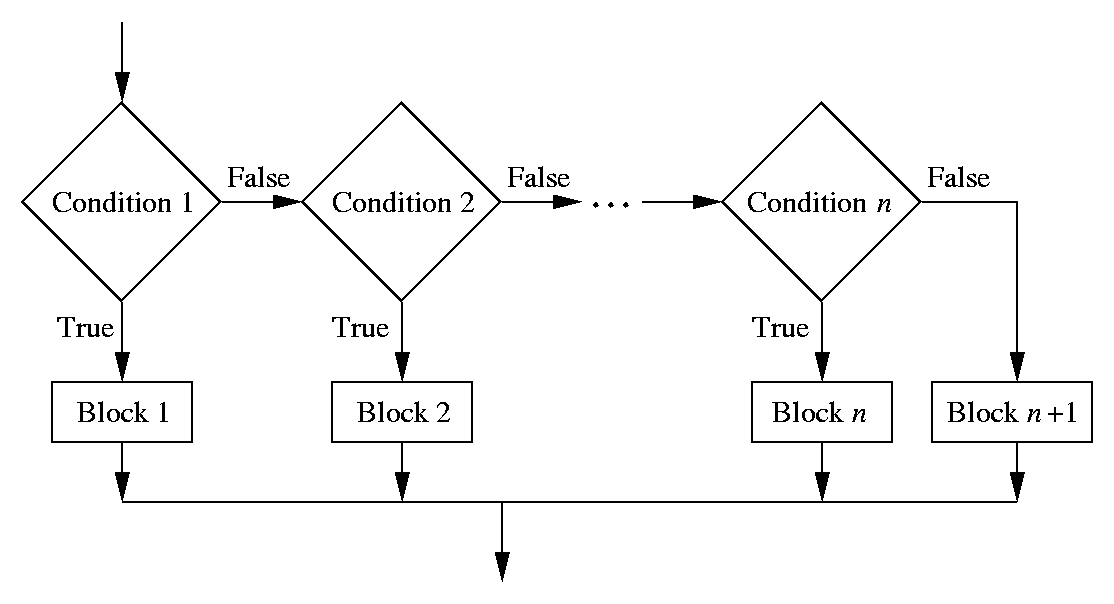 False False False
Condition 1 Condition 2 ... Condition n
True True True
Block 1 Block 2 Block n Block n +1